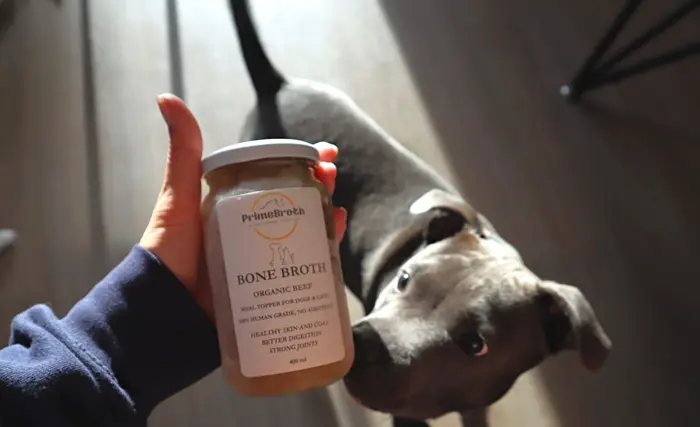 PrimeBroth
BONE BROTH
ORGANIC BEEF
MEAL TOPPER FOR DOGS & CATS
100% HUMAN GRADE, NO ADDITIVES
HEALTHY SKIN AND COAT
BETTER DIGESTION
STRONG JOINTS
400 ml